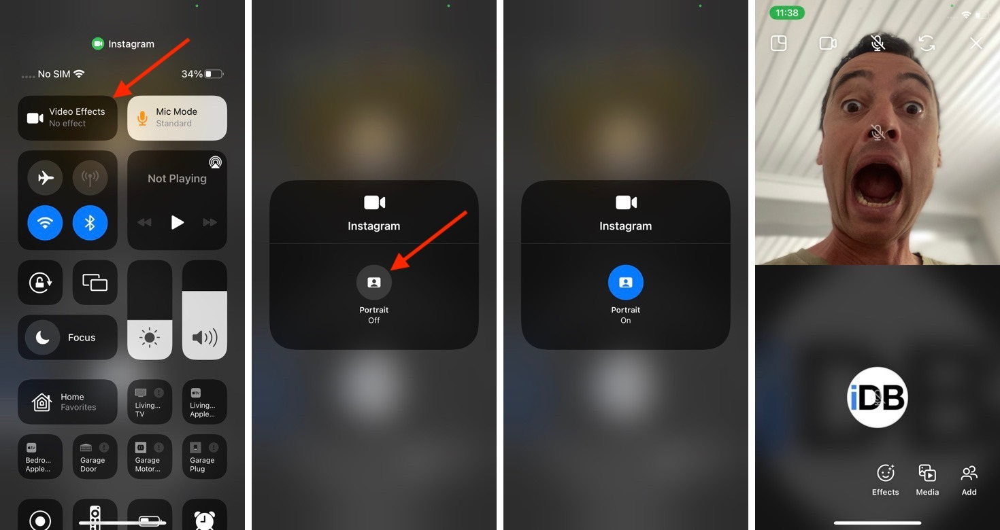 Instagram
No SIM
34%
Video Effects
No effect
Mic Mode
Standard
Not Playing
Focus
Home
Favorites
Living...
TV
Living...
Apple...
tv
Bedro...
Apple...
tv
Garage
Door
Garage
Motor...
Garage
Plug
Instagram
Portrait
Off
Instagram
Portrait
On
11:38
iDB
Effects
Media
Add